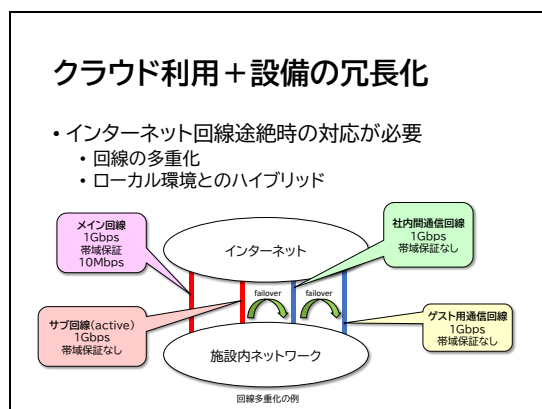 クラウド利用＋設備の冗長化
• インターネット回線途絶時の対応が必要
• 回線の多重化
• ローカル環境とのハイブリッド
メイン回線
1Gbps
帯域保証
10Mbps
社内間通信回線
1Gbps
帯域保証なし
インターネット
failover
failover
サブ回線(active)
1Gbps
帯域保証なし
ゲスト用通信回線
1Gbps
帯域保証なし
施設内ネットワーク
回線多重化の例